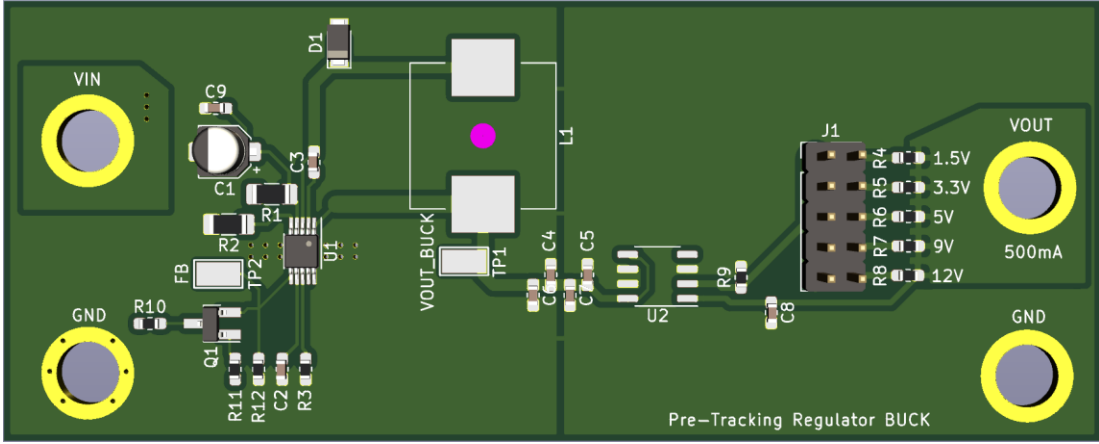 VIN
C9
D1
C3
C1
+
R1
R2
U1
L1
FB
TP2
VOUT_BUCK
TP1
C4
C5
C6
C7
U2
R9
C8
J1
R4
1.5V
R5
3.3V
R6
5V
R7
9V
R8
12V
VOUT
500mA
GND
R10
Q1
R11
R12
C2
R3
GND
Pre-Tracking Regulator BUCK